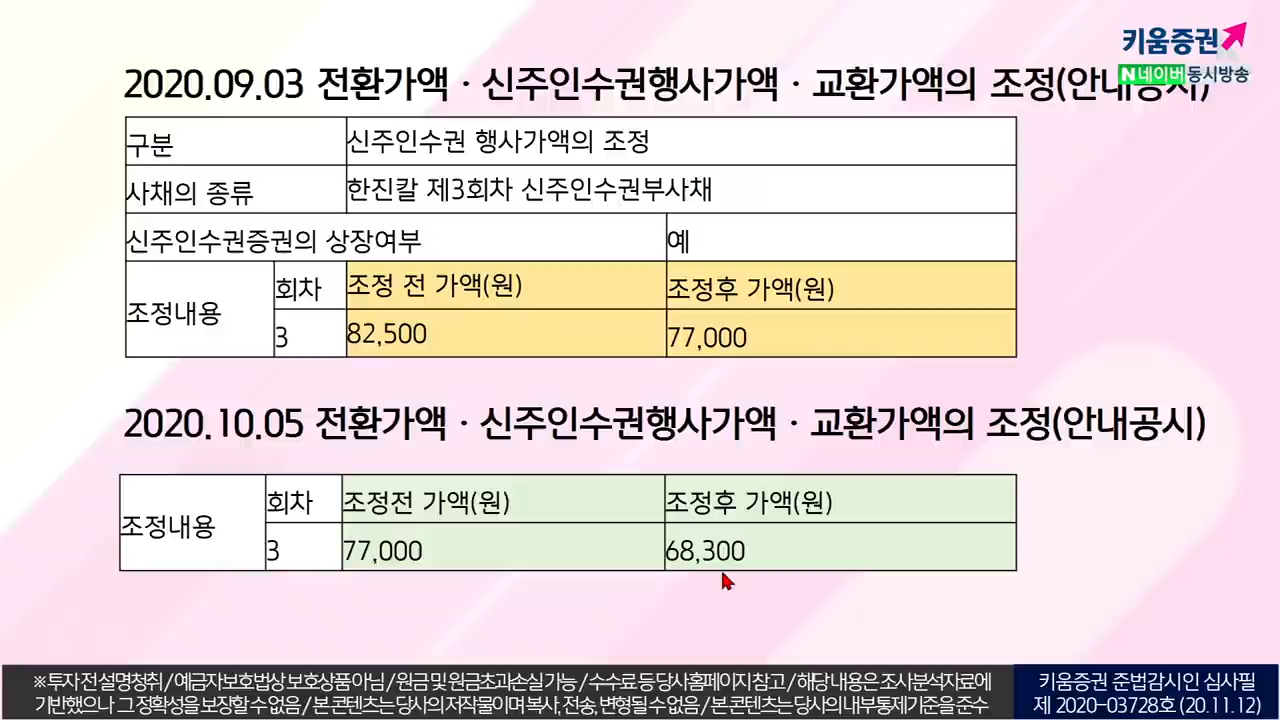 키움증권
N 네이버 동시방송
2020.09.03 전환가액 · 신주인수권행사가액 · 교환가액의 조정(안내공시)
구분 신주인수권 행사가액의 조정
사채의 종류 한진칼 제3회차 신주인수권부사채
신주인수권증권의 상장여부 예
조정내용 회차 조정 전 가액(원) 조정후 가액(원)
3 82,500 77,000
2020.10.05 전환가액 · 신주인수권행사가액 · 교환가액의 조정(안내공시)
조정내용 회차 조정전 가액(원) 조정후 가액(원)
3 77,000 68,300
※ 투자 전 설명청취 / 예금자보호법상 보호상품 아님 / 원금 및 원금초과손실 가능 / 수수료 등 당사홈페이지 참고 / 해당 내용은 조사분석자료에
기반했으나 그 정확성을 보장할 수 없음 / 본 콘텐츠는 당사의 저작물이며 복사, 전송, 변형될 수 없음 / 본 콘텐츠는 당사의 내부통제기준을 준수
키움증권 준법감시인 심사필
제 2020-03728호 (20.11.12)